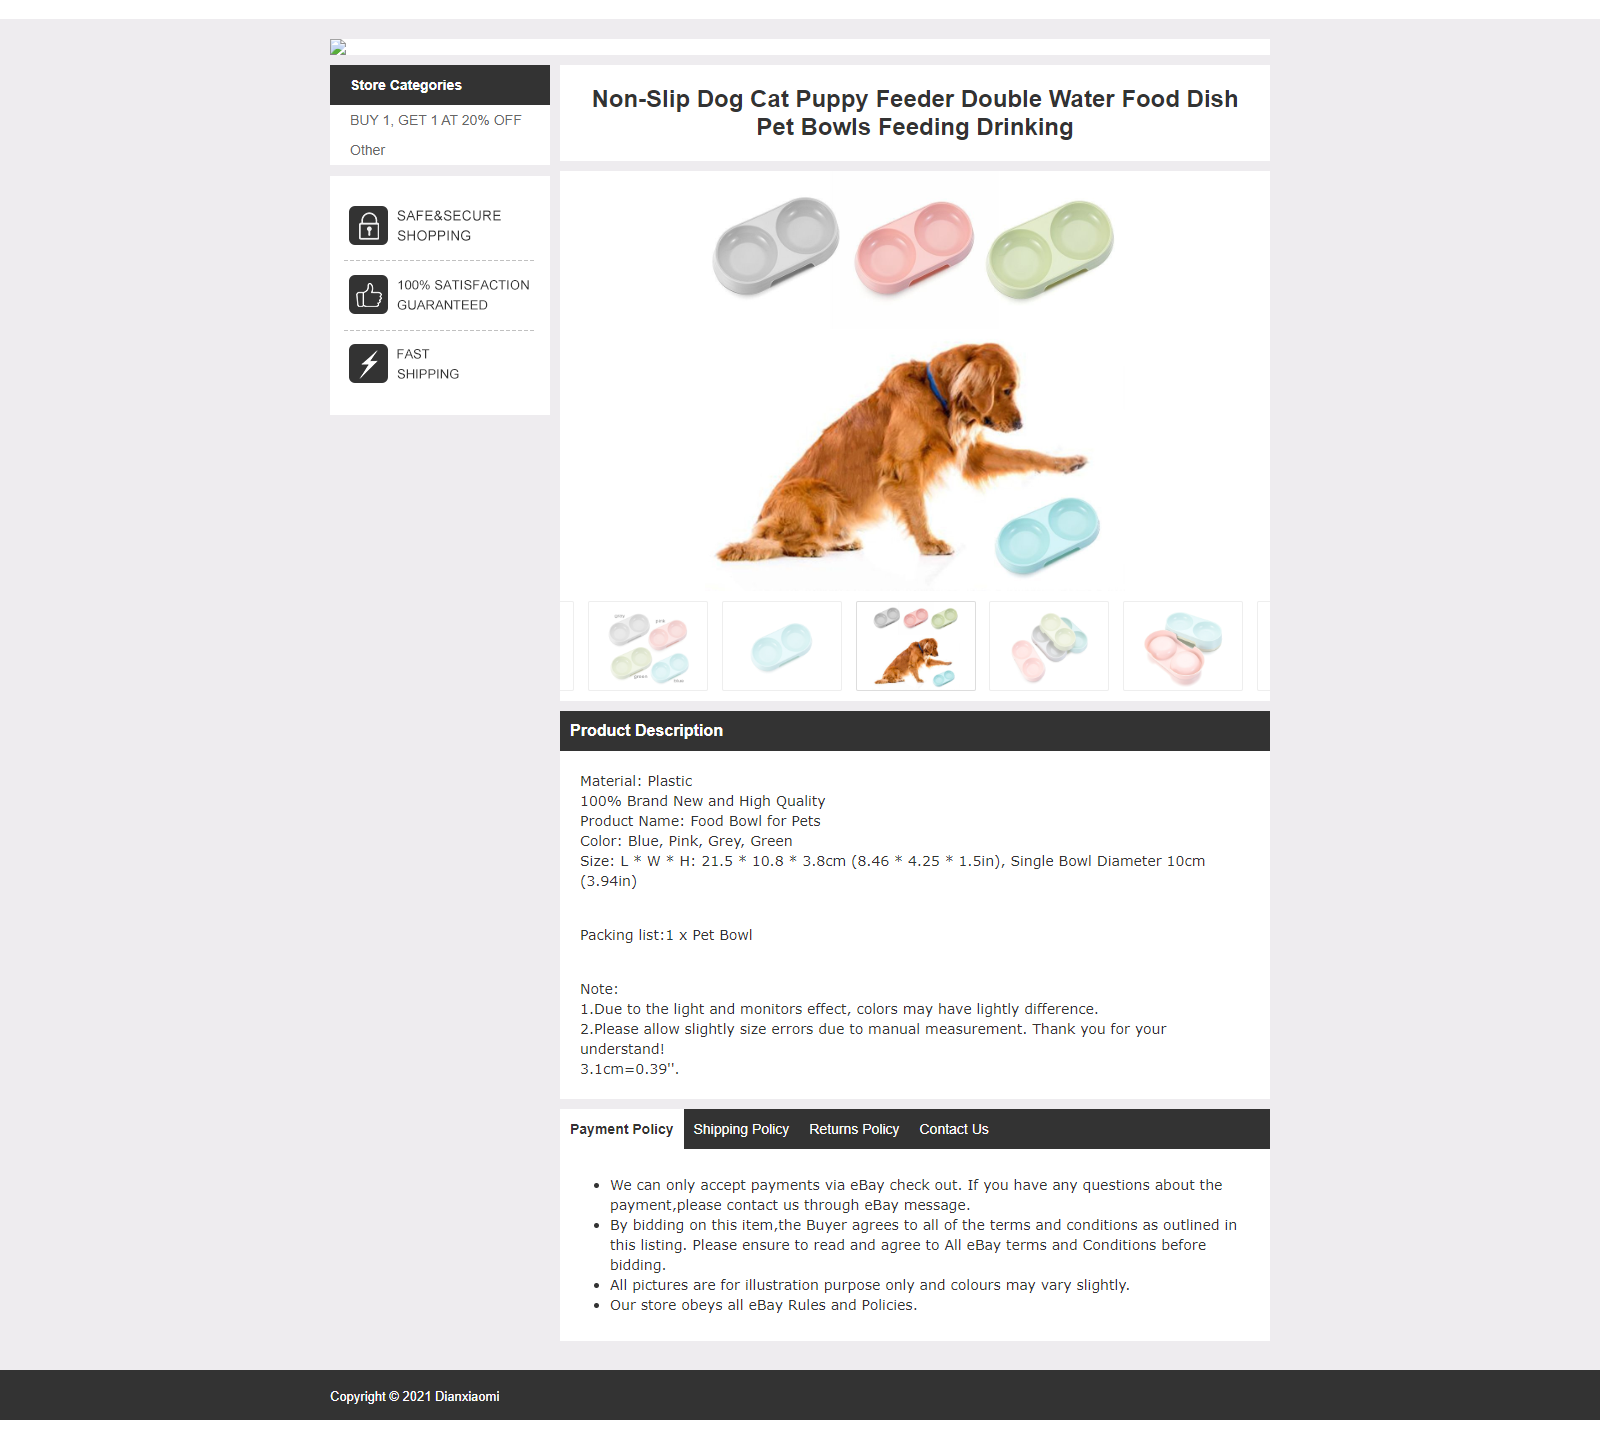 Store Categories
BUY 1, GET 1 AT 20% OFF
Other
SAFE&SECURE
SHOPPING
100% SATISFACTION
GUARANTEED
FAST
SHIPPING
Non-Slip Dog Cat Puppy Feeder Double Water Food Dish
Pet Bowls Feeding Drinking
grey
pink
green
blue
Product Description
Material: Plastic
100% Brand New and High Quality
Product Name: Food Bowl for Pets
Color: Blue, Pink, Grey, Green
Size: L * W * H: 21.5 * 10.8 * 3.8cm (8.46 * 4.25 * 1.5in), Single Bowl Diameter 10cm
(3.94in)
Packing list:1 x Pet Bowl
Note:
1.Due to the light and monitors effect, colors may have lightly difference.
2.Please allow slightly size errors due to manual measurement. Thank you for your
understand!
3.1cm=0.39''.
Payment Policy Shipping Policy Returns Policy Contact Us
• We can only accept payments via eBay check out. If you have any questions about the
payment,please contact us through eBay message.
• By bidding on this item,the Buyer agrees to all of the terms and conditions as outlined in
this listing. Please ensure to read and agree to All eBay terms and Conditions before
bidding.
• All pictures are for illustration purpose only and colours may vary slightly.
• Our store obeys all eBay Rules and Policies.
Copyright © 2021 Dianxiaomi